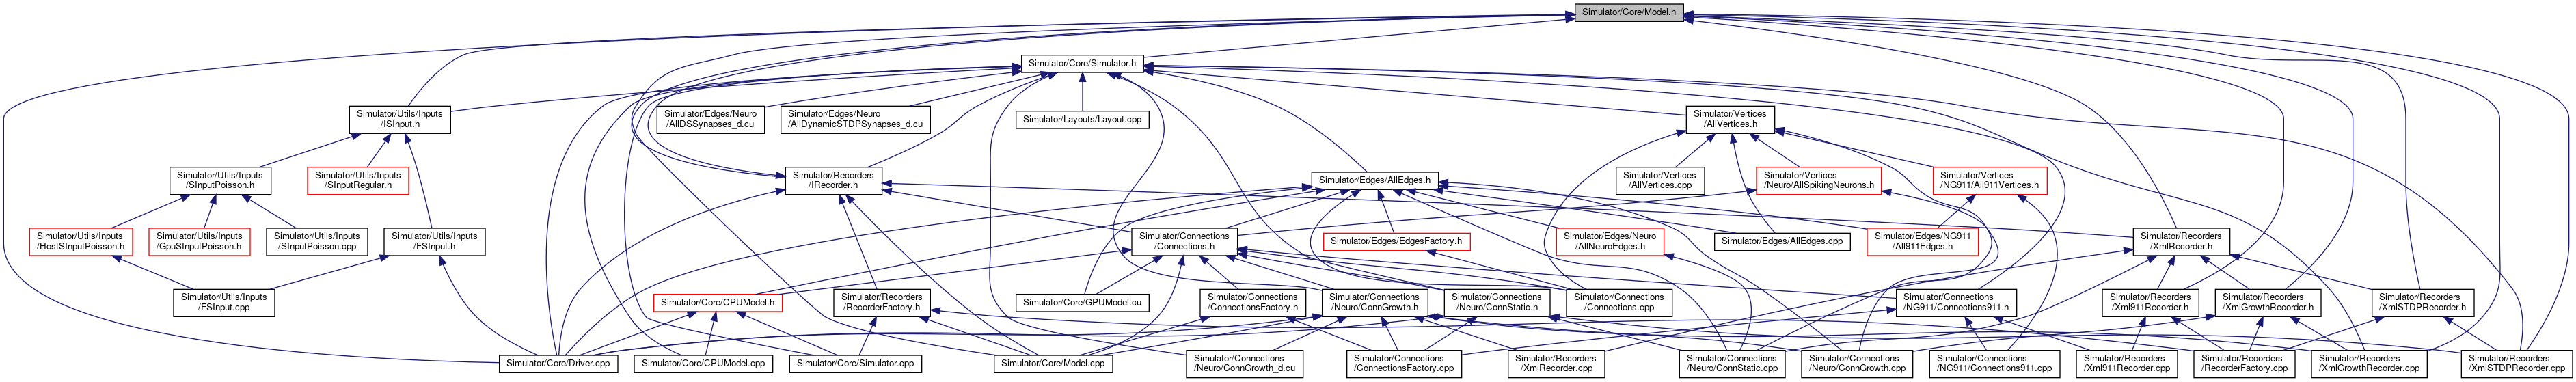 Simulator/Core/Model.h
Simulator/Core/Simulator.h
Simulator/Utils/Inputs
/ISInput.h
Simulator/Edges/Neuro
/AllDSSynapses_d.cu
Simulator/Edges/Neuro
/AllDynamicSTDPSynapses_d.cu
Simulator/Layouts/Layout.cpp
Simulator/Vertices
/AllVertices.h
Simulator/Utils/Inputs
/SInputPoisson.h
Simulator/Utils/Inputs
/SInputRegular.h
Simulator/Recorders
/IRecorder.h
Simulator/Edges/AllEdges.h
Simulator/Vertices
/AllVertices.cpp
Simulator/Vertices
/Neuro/AllSpikingNeurons.h
Simulator/Vertices
/NG911/All911Vertices.h
Simulator/Utils/Inputs
/HostSInputPoisson.h
Simulator/Utils/Inputs
/GpuSInputPoisson.h
Simulator/Utils/Inputs
/SInputPoisson.cpp
Simulator/Utils/Inputs
/FSInput.h
Simulator/Connections
/Connections.h
Simulator/Edges/EdgesFactory.h
Simulator/Edges/Neuro
/AllNeuroEdges.h
Simulator/Edges/AllEdges.cpp
Simulator/Edges/NG911
/All911Edges.h
Simulator/Recorders
/XmlRecorder.h
Simulator/Utils/Inputs
/FSInput.cpp
Simulator/Core/CPUModel.h
Simulator/Recorders
/RecorderFactory.h
Simulator/Core/GPUModel.cu
Simulator/Connections
/ConnectionsFactory.h
Simulator/Connections
/Neuro/ConnGrowth.h
Simulator/Connections
/Neuro/ConnStatic.h
Simulator/Connections
/Connections.cpp
Simulator/Connections
/NG911/Connections911.h
Simulator/Recorders
/Xml911Recorder.h
Simulator/Recorders
/XmlGrowthRecorder.h
Simulator/Recorders
/XmlSTDPRecorder.h
Simulator/Core/Driver.cpp
Simulator/Core/CPUModel.cpp
Simulator/Core/Simulator.cpp
Simulator/Core/Model.cpp
Simulator/Connections
/Neuro/ConnGrowth_d.cu
Simulator/Connections
/ConnectionsFactory.cpp
Simulator/Recorders
/XmlRecorder.cpp
Simulator/Connections
/Neuro/ConnStatic.cpp
Simulator/Connections
/Neuro/ConnGrowth.cpp
Simulator/Connections
/NG911/Connections911.cpp
Simulator/Recorders
/Xml911Recorder.cpp
Simulator/Recorders
/RecorderFactory.cpp
Simulator/Recorders
/XmlGrowthRecorder.cpp
Simulator/Recorders
/XmlSTDPRecorder.cpp